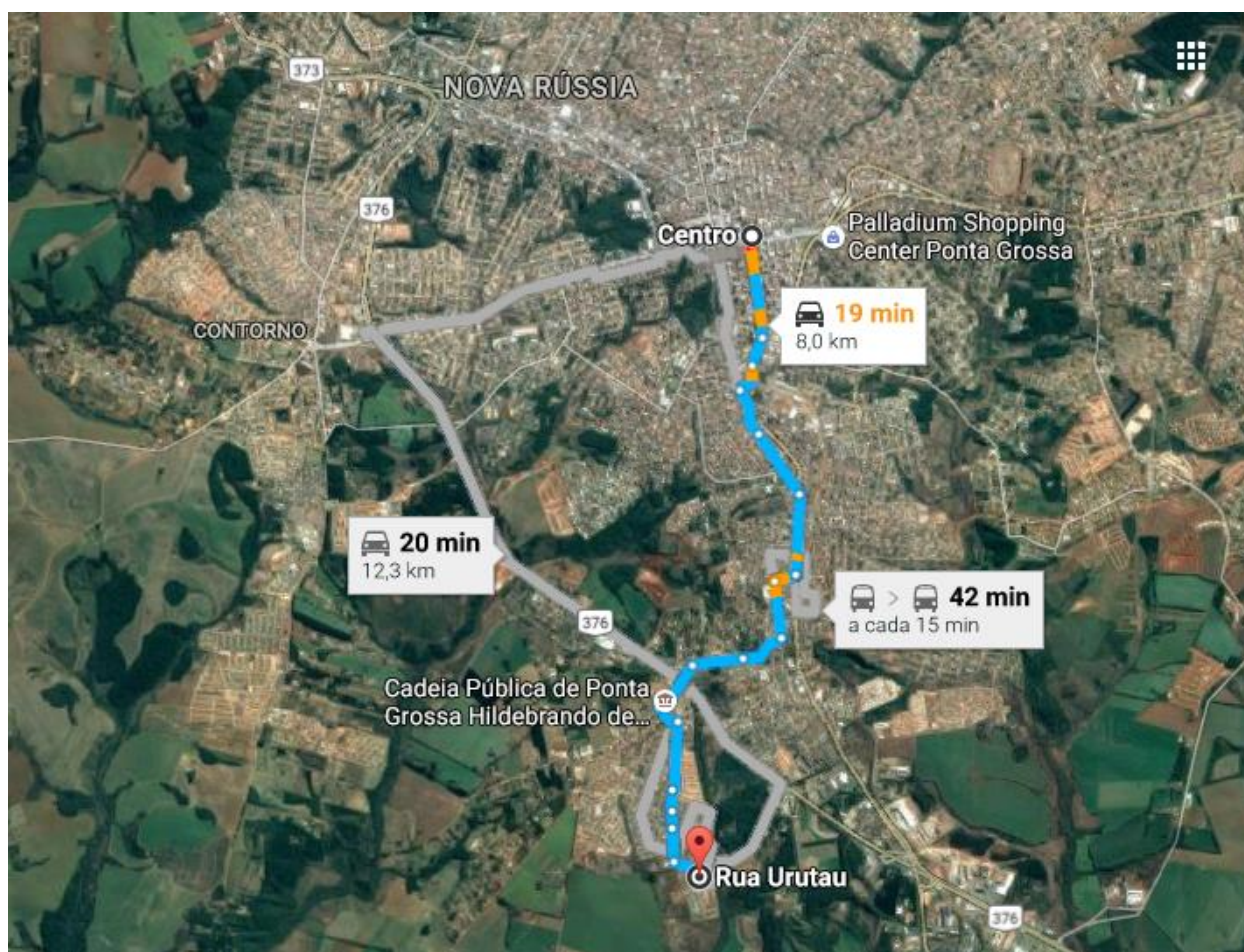 373
NOVA RÚSSIA
376
Centro
Palladium Shopping
Center Ponta Grossa
19 min
8,0 km
CONTORNO
20 min
12,3 km
> 42 min
a cada 15 min
376
Cadeia Pública de Ponta
Grossa Hildebrando de...
Rua Urutau
376